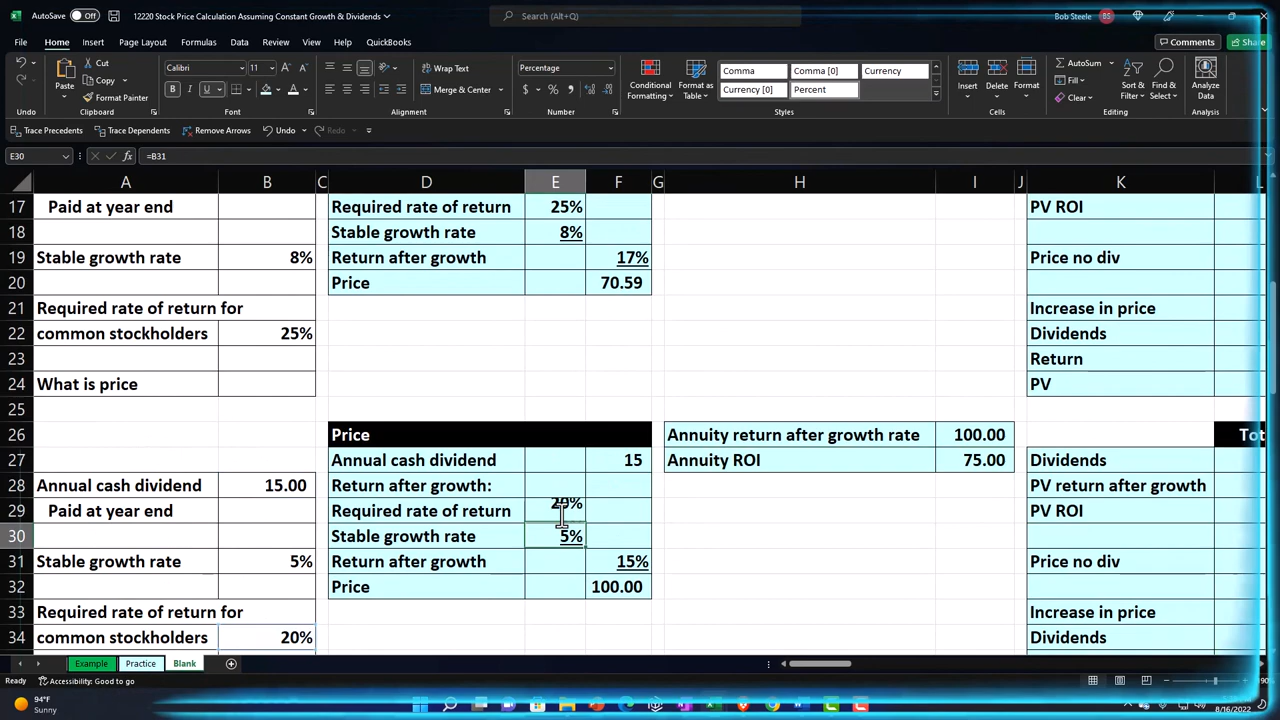 AutoSave Off 12220 Stock Price Calculation Assuming Constant Growth & Dividends Search (Alt+Q) Bob Steele BS
File Home Insert Page Layout Formulas Data Review View Help QuickBooks Comments Share
Paste Cut Copy Format Painter Calibri 11 Wrap Text Merge & Center Percentage Conditional Formatting Format as Table Comma Comma [0] Currency Currency [0] Percent Insert Delete Format AutoSum Fill Clear Sort & Filter Find & Select Analyze Data
Undo Clipboard Font Alignment Number Styles Cells Editing Analysis
Trace Precedents Trace Dependents Remove Arrows Undo Redo
E30 fx =B31
A B C D E F G H I J K L
17 Paid at year end Required rate of return 25% PV ROI
18 Stable growth rate 8%
19 Stable growth rate 8% Return after growth 17% Price no div
20 Price 70.59
21 Required rate of return for Increase in price
22 common stockholders 25% Dividends
23 Return
24 What is price PV
25
26 Price Annuity return after growth rate 100.00 Tot
27 Annual cash dividend 15 Annuity ROI 75.00 Dividends
28 Annual cash dividend 15.00 Return after growth: PV return after growth
29 Paid at year end Required rate of return 20% PV ROI
30 Stable growth rate 5%
31 Stable growth rate 5% Return after growth 15% Price no div
32 Price 100.00
33 Required rate of return for Increase in price
34 common stockholders 20% Dividends
Example Practice Blank
Ready Accessibility: Good to go
94°F
Sunny
8/16/2022